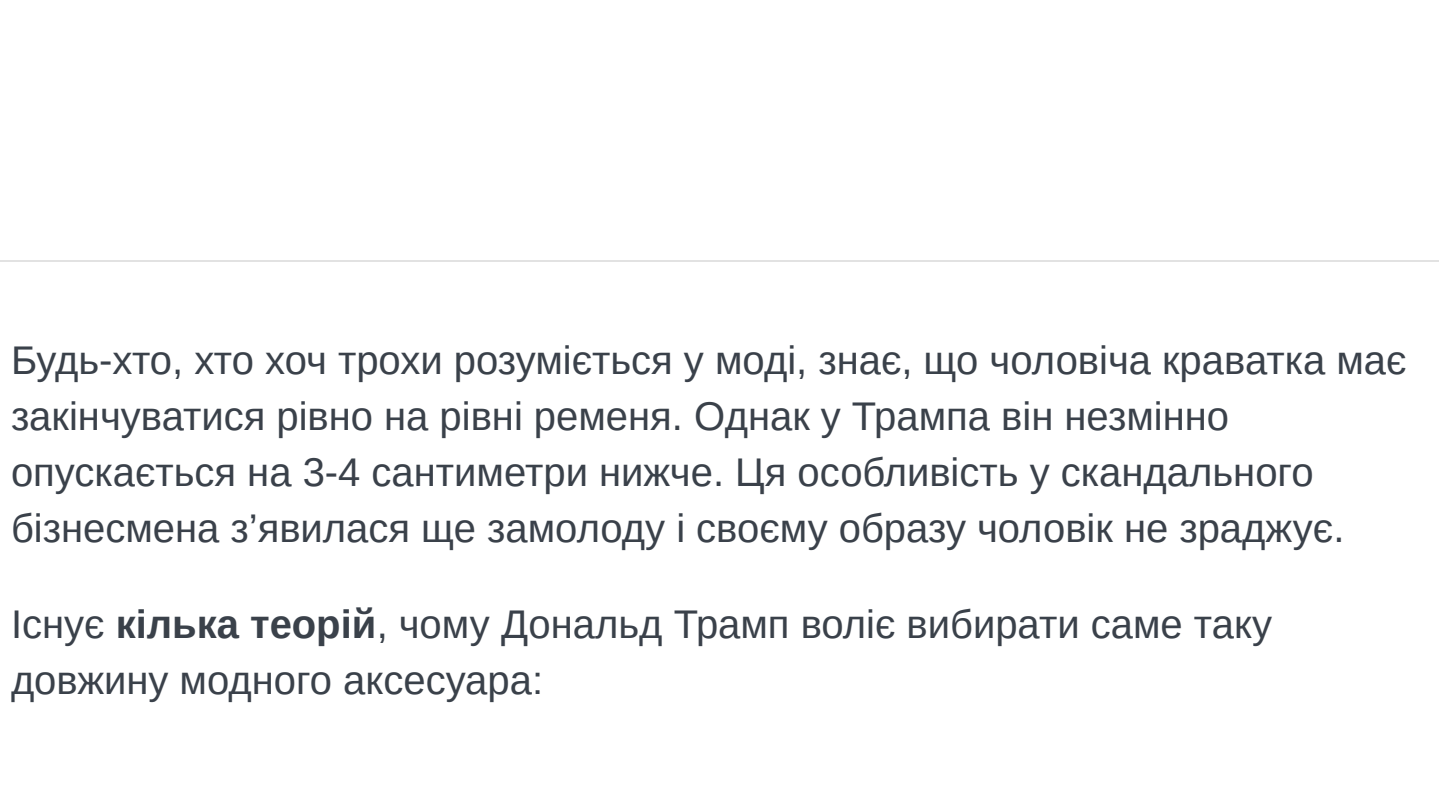 Будь-хто, хто хоч трохи розуміється у моді, знає, що чоловіча краватка має
закінчуватися рівно на рівні ременя. Однак у Трампа він незмінно
опускається на 3-4 сантиметри нижче. Ця особливість у скандального
бізнесмена з’явилася ще замолоду і своєму образу чоловік не зраджує.
Існує кілька теорій, чому Дональд Трамп воліє вибирати саме таку
довжину модного аксесуара: